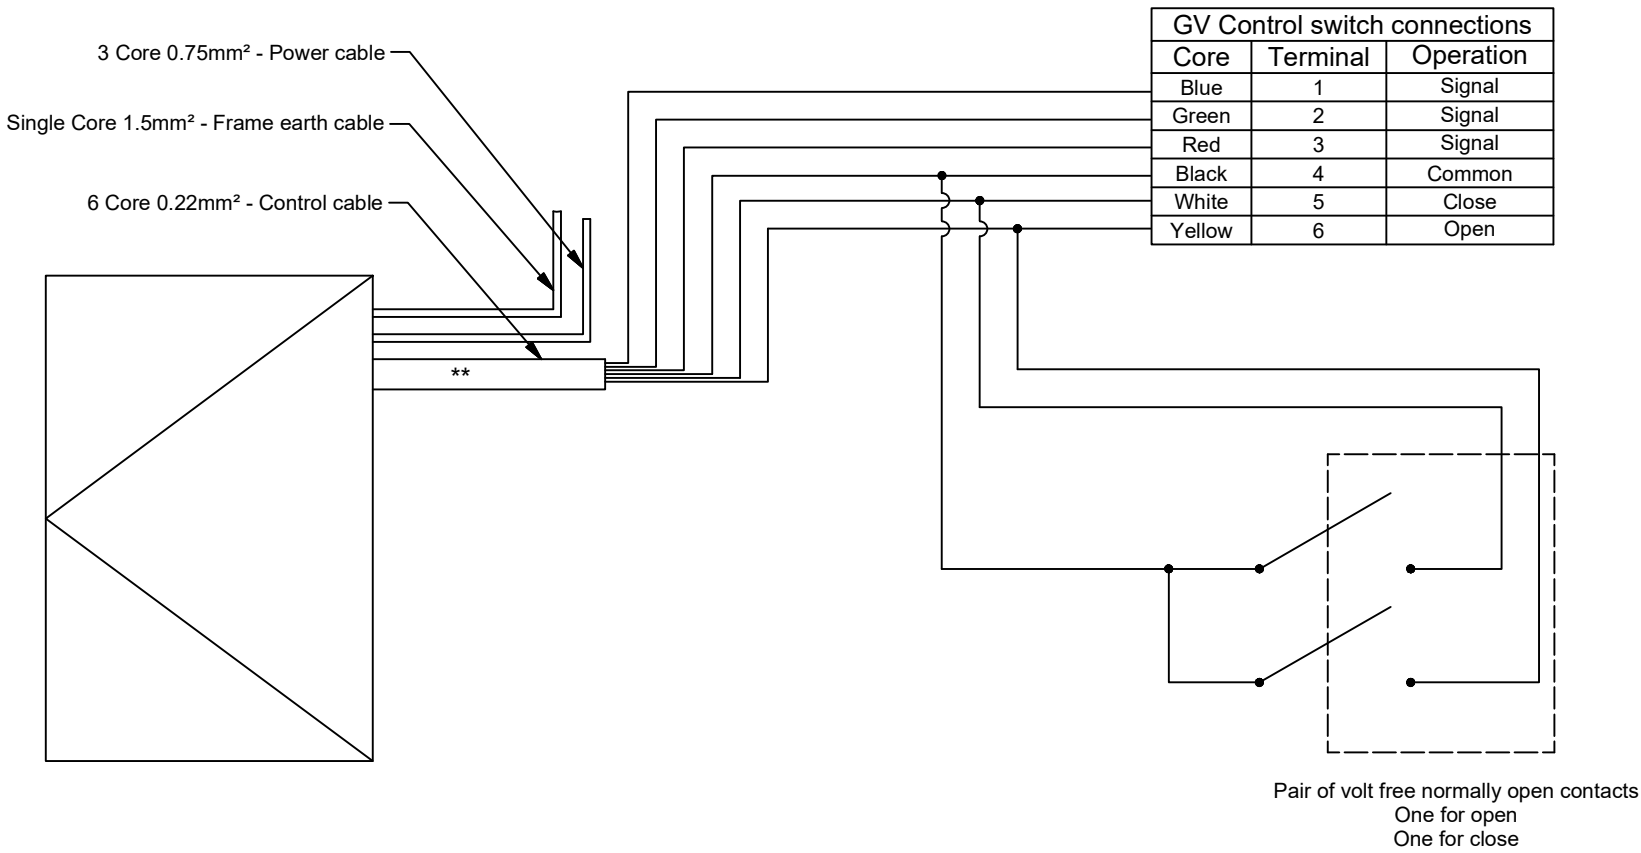 3 Core 0.75mm² - Power cable
Single Core 1.5mm² - Frame earth cable
6 Core 0.22mm² - Control cable
**
GV Control switch connections
Core Terminal Operation
Blue 1 Signal
Green 2 Signal
Red 3 Signal
Black 4 Common
White 5 Close
Yellow 6 Open
Pair of volt free normally open contacts
One for open
One for close